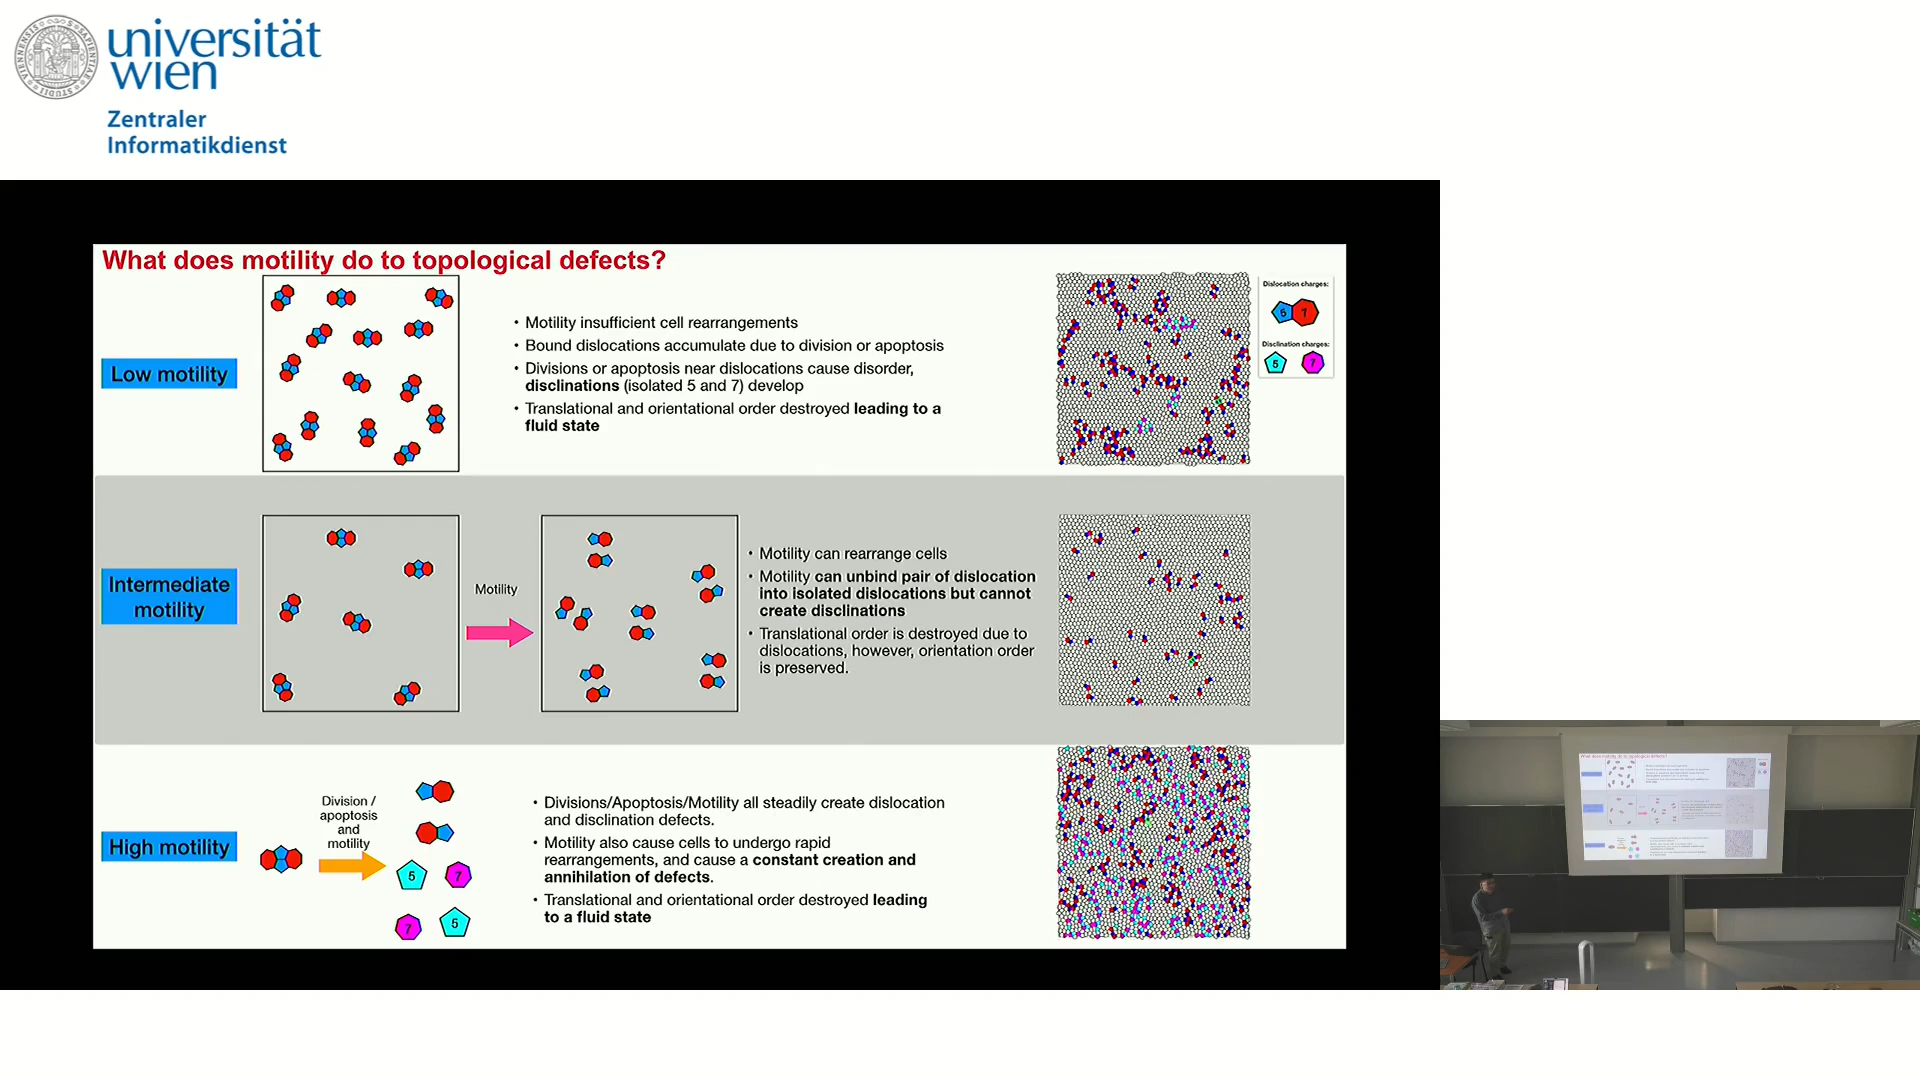 universität
wien
Zentraler
Informatikdienst
What does motility do to topological defects?
Low motility
• Motility insufficient cell rearrangements
• Bound dislocations accumulate due to division or apoptosis
• Divisions or apoptosis near dislocations cause disorder,
disclinations (isolated 5 and 7) develop
• Translational and orientational order destroyed leading to a
fluid state
Dislocation charges:
5 7
Disclination charges:
5 7
Intermediate
motility
Motility
• Motility can rearrange cells
• Motility can unbind pair of dislocation
into isolated dislocations but cannot
create disclinations
• Translational order is destroyed due to
dislocations, however, orientation order
is preserved.
High motility
Division /
apoptosis
and
motility
5 7
7 5
• Divisions/Apoptosis/Motility all steadily create dislocation
and disclination defects.
• Motility also cause cells to undergo rapid
rearrangements, and cause a constant creation and
annihilation of defects.
• Translational and orientational order destroyed leading
to a fluid state